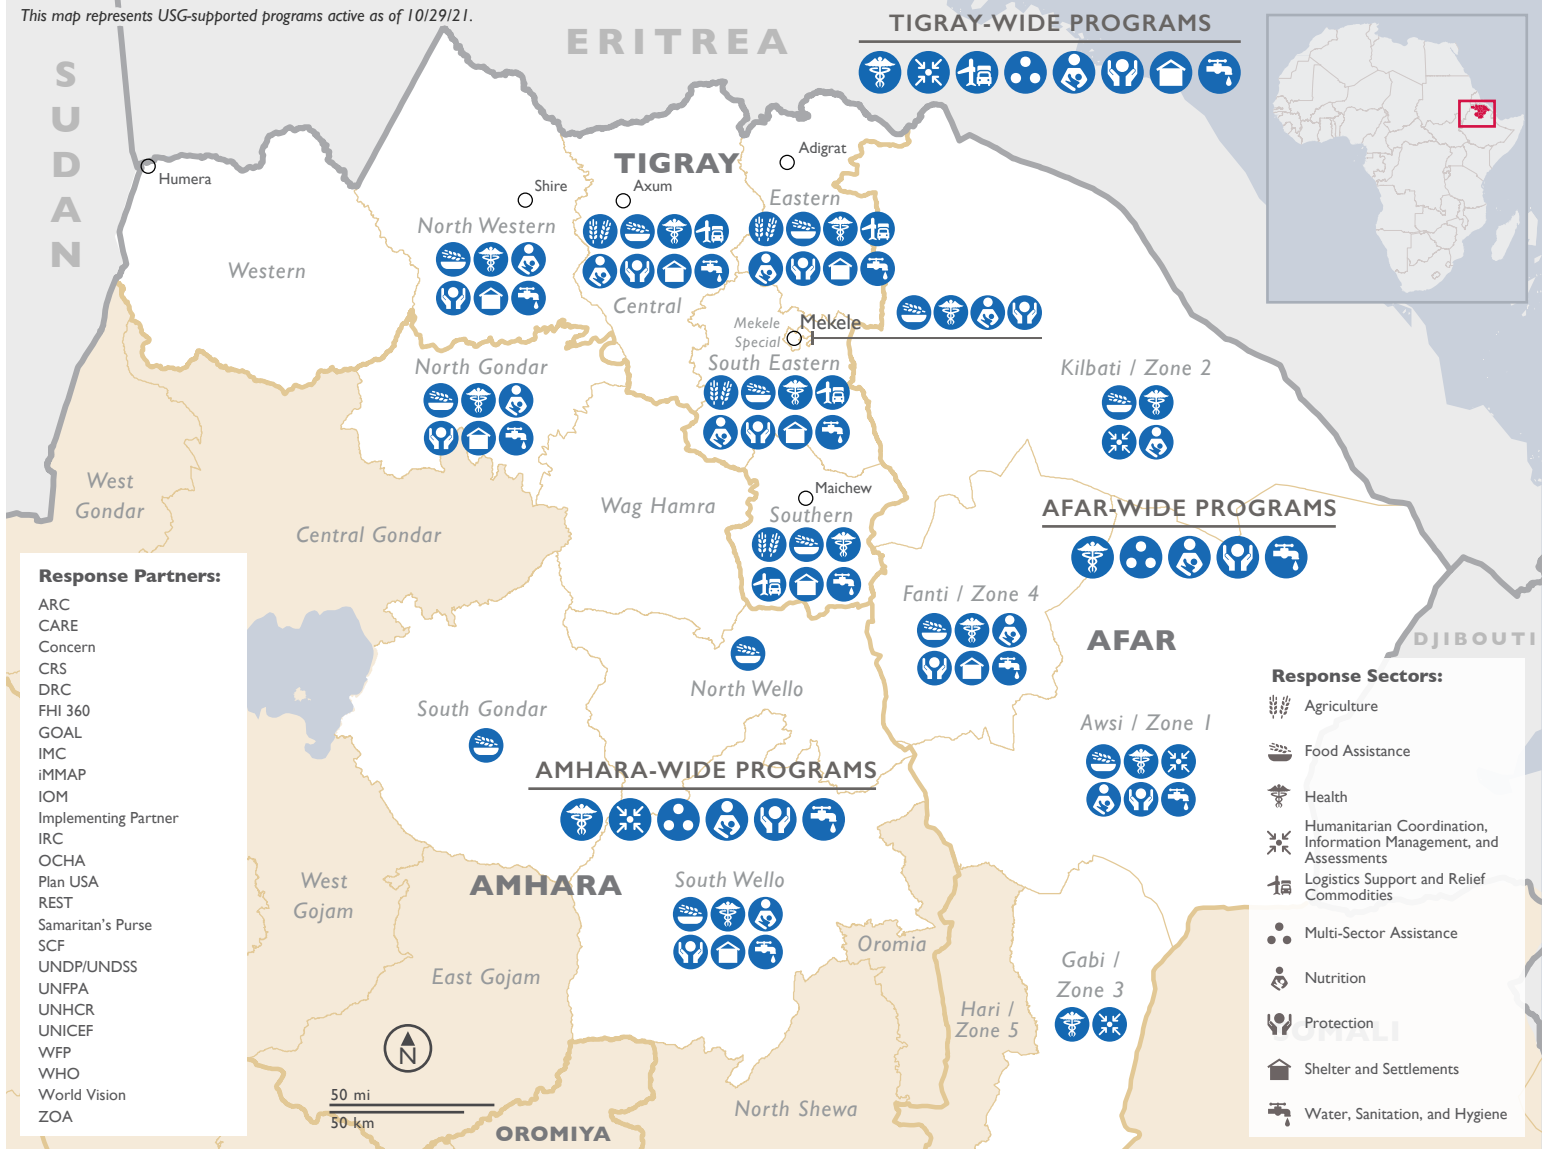 This map represents USG-supported programs active as of 10/29/21.
TIGRAY-WIDE PROGRAMS
ERITREA
SUDAN
Humera
Shire
Axum
TIGRAY
Adigrat
Eastern
North Western
Western
Central
Mekele
Special
Mekele
South Eastern
North Gondar
Kilbati / Zone 2
West
Gondar
Central Gondar
Wag Hamra
Maichew
Southern
AFAR-WIDE PROGRAMS
Fanti / Zone 4
AFAR
DJIBOUTI
North Wello
South Gondar
Awsi / Zone 1
AMHARA-WIDE PROGRAMS
AMHARA
South Wello
West
Gojam
East Gojam
Oromia
Gabi /
Zone 3
Hari /
Zone 5
North Shewa
OROMIYA
SOMALI
N
50 mi
50 km
Response Partners:
ARC
CARE
Concern
CRS
DRC
FHI 360
GOAL
IMC
iMMAP
IOM
Implementing Partner
IRC
OCHA
Plan USA
REST
Samaritan's Purse
SCF
UNDP/UNDSS
UNFPA
UNHCR
UNICEF
WFP
WHO
World Vision
ZOA
Response Sectors:
Agriculture
Food Assistance
Health
Humanitarian Coordination,
Information Management, and
Assessments
Logistics Support and Relief
Commodities
Multi-Sector Assistance
Nutrition
Protection
Shelter and Settlements
Water, Sanitation, and Hygiene